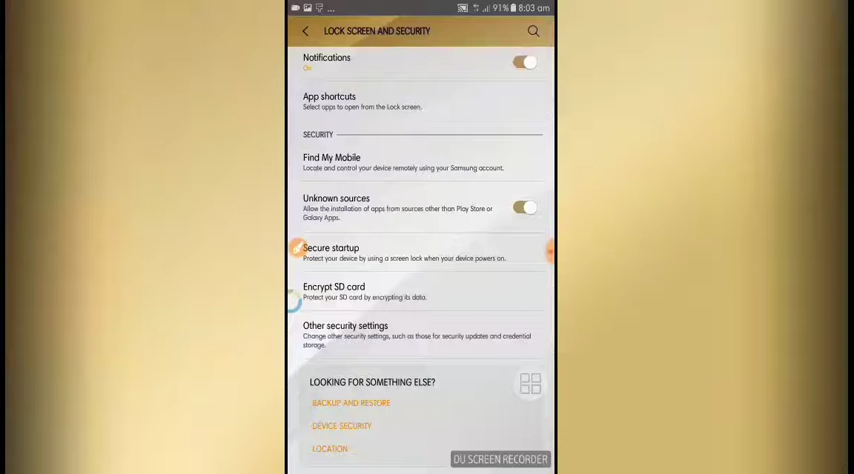 ... 91% 8:03 am
LOCK SCREEN AND SECURITY
Notifications
On
App shortcuts
Select apps to open from the Lock screen.
SECURITY
Find My Mobile
Locate and control your device remotely using your Samsung account.
Unknown sources
Allow the installation of apps from sources other than Play Store or
Galaxy Apps.
Secure startup
Protect your device by using a screen lock when your device powers on.
Encrypt SD card
Protect your SD card by encrypting its data.
Other security settings
Change other security settings, such as those for security updates and credential
storage.
LOOKING FOR SOMETHING ELSE?
BACKUP AND RESTORE
DEVICE SECURITY
LOCATION
DU SCREEN RECORDER